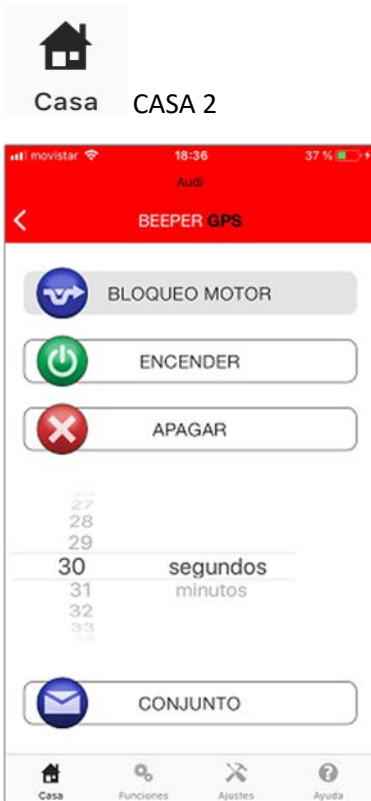 Casa CASA 2
movistar 18:36 37 %
Audi
BEEPER GPS
BLOQUEO MOTOR
ENCENDER
APAGAR
27
28
29
30 segundos
31 minutos
32
33
CONJUNTO
Casa Funciones Ajustes Ayuda